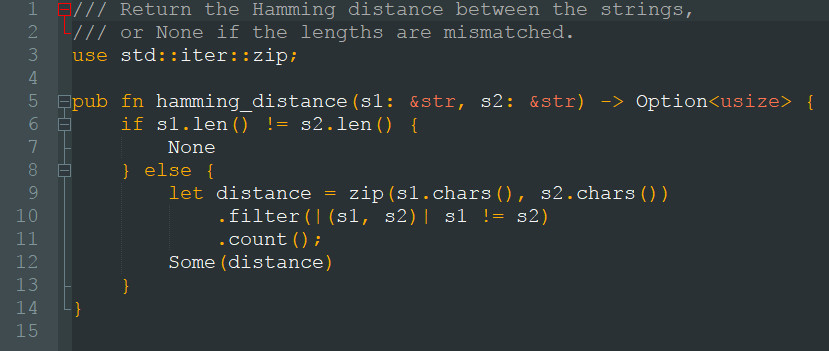 1 /// Return the Hamming distance between the strings,
2 /// or None if the lengths are mismatched.
3 use std::iter::zip;
4
5 pub fn hamming_distance(s1: &str, s2: &str) -> Option<usize> {
6     if s1.len() != s2.len() {
7         None
8     } else {
9         let distance = zip(s1.chars(), s2.chars())
10             .filter(|(s1, s2)| s1 != s2)
11             .count();
12         Some(distance)
13     }
14 }
15